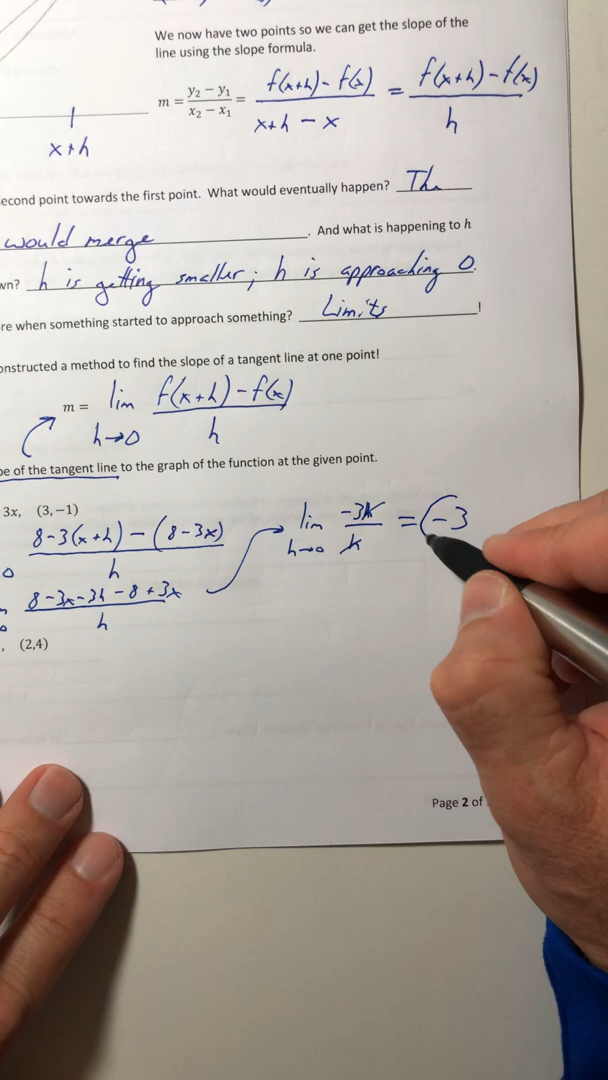 We now have two points so we can get the slope of the
line using the slope formula.
m = (y₂ − y₁)/(x₂ − x₁) = (f(x+h) − f(x))/(x+h − x) = (f(x+h) − f(x))/h
x+h
econd point towards the first point. What would eventually happen? Th
would merge. And what is happening to h
wn? h is getting smaller; h is approaching 0.
re when something started to approach something? Limits!
onstructed a method to find the slope of a tangent line at one point!
m = lim h→0 (f(x+h) − f(x))/h
pe of the tangent line to the graph of the function at the given point.
3x, (3, −1)
(8−3(x+h) − (8−3x))/h lim h→0 −3h/h = −3
(8−3x−3h−8+3x)/h
, (2,4)
Page 2 of